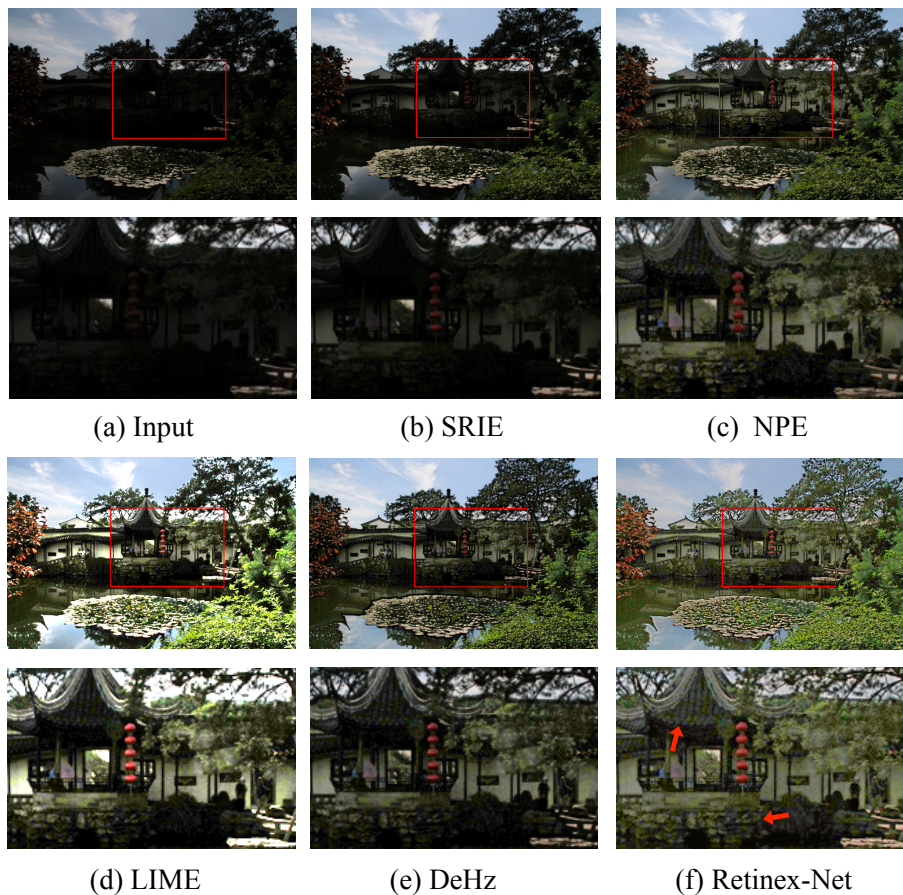 (a) Input
(b) SRIE
(c) NPE
(d) LIME
(e) DeHz
(f) Retinex-Net